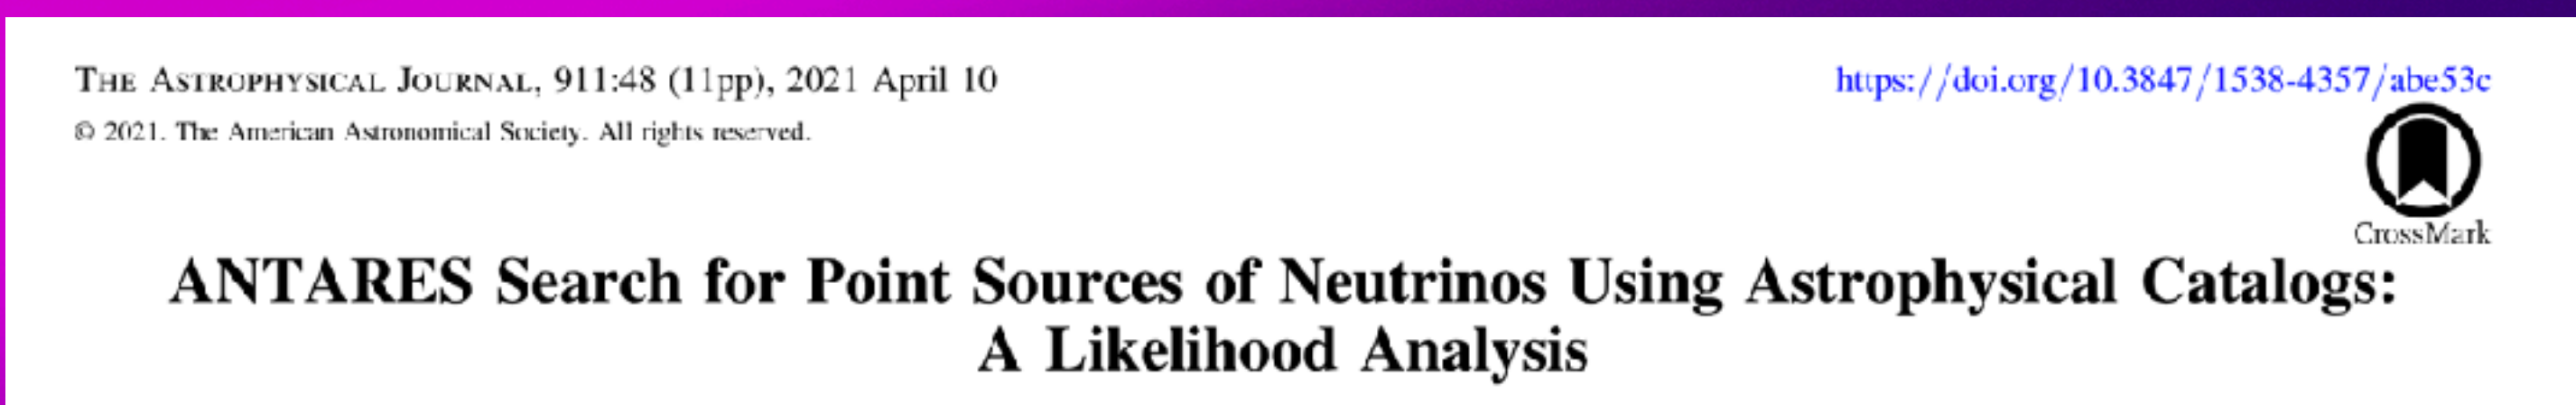 THE ASTROPHYSICAL JOURNAL, 911:48 (11pp), 2021 April 10
https://doi.org/10.3847/1538-4357/abe53c
© 2021. The American Astronomical Society. All rights reserved.
CrossMark
ANTARES Search for Point Sources of Neutrinos Using Astrophysical Catalogs:
A Likelihood Analysis